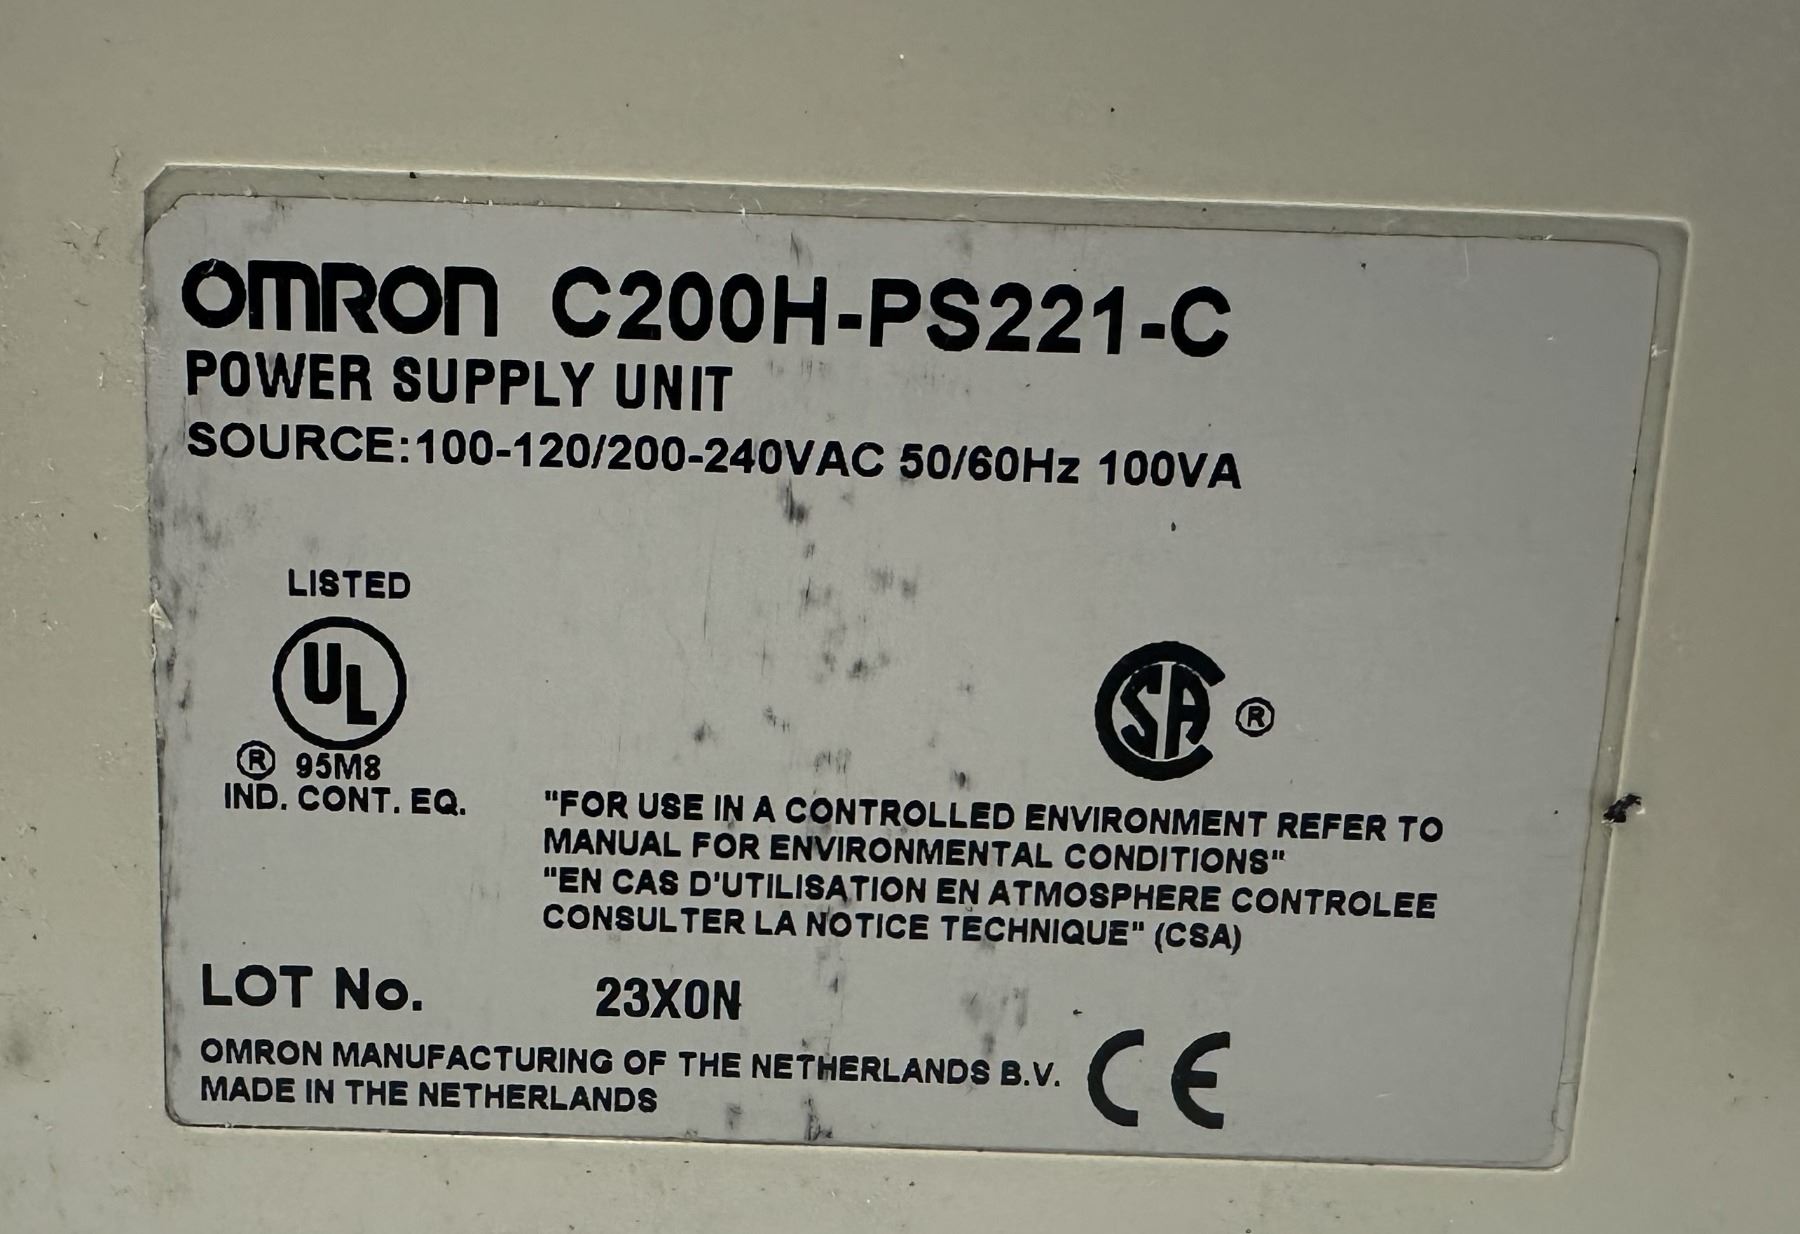 OMRON C200H-PS221-C
POWER SUPPLY UNIT
SOURCE:100-120/200-240VAC 50/60Hz 100VA
LISTED
UL
® 95M8
IND. CONT. EQ.
CSA ®
"FOR USE IN A CONTROLLED ENVIRONMENT REFER TO
MANUAL FOR ENVIRONMENTAL CONDITIONS"
"EN CAS D'UTILISATION EN ATMOSPHERE CONTROLEE
CONSULTER LA NOTICE TECHNIQUE" (CSA)
LOT No. 23X0N
OMRON MANUFACTURING OF THE NETHERLANDS B.V.
MADE IN THE NETHERLANDS
CE